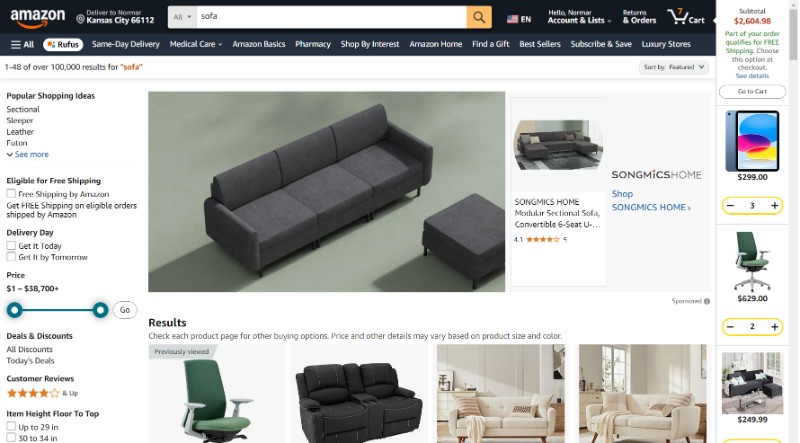 amazon
Deliver to Normar
Kansas City 66112
All
sofa
EN
Hello, Normar
Account & Lists
Returns
& Orders
7
Cart
All
Rufus
Same-Day Delivery
Medical Care
Amazon Basics
Pharmacy
Shop By Interest
Amazon Home
Find a Gift
Best Sellers
Subscribe & Save
Luxury Stores
1-48 of over 100,000 results for "sofa"
Sort by: Featured
Popular Shopping Ideas
Sectional
Sleeper
Leather
Futon
See more
Eligible for Free Shipping
Free Shipping by Amazon
Get FREE Shipping on eligible orders
shipped by Amazon
Delivery Day
Get It Today
Get It by Tomorrow
Price
$1 – $38,700+
Go
Deals & Discounts
All Discounts
Today's Deals
Customer Reviews
& Up
Item Height Floor To Top
Up to 29 in
30 to 34 in
SONGMICS HOME
Modular Sectional Sofa,
Convertible 6-Seat U-...
4.1
5
SONGMICS HOME
Shop
SONGMICS HOME ›
Sponsored
Results
Check each product page for other buying options. Price and other details may vary based on product size and color.
Previously viewed
Subtotal
$2,604.98
Part of your order
qualifies for FREE
Shipping. Choose
this option at
checkout.
See details
Go to Cart
$299.00
− 3 +
$629.00
− 2 +
$249.99